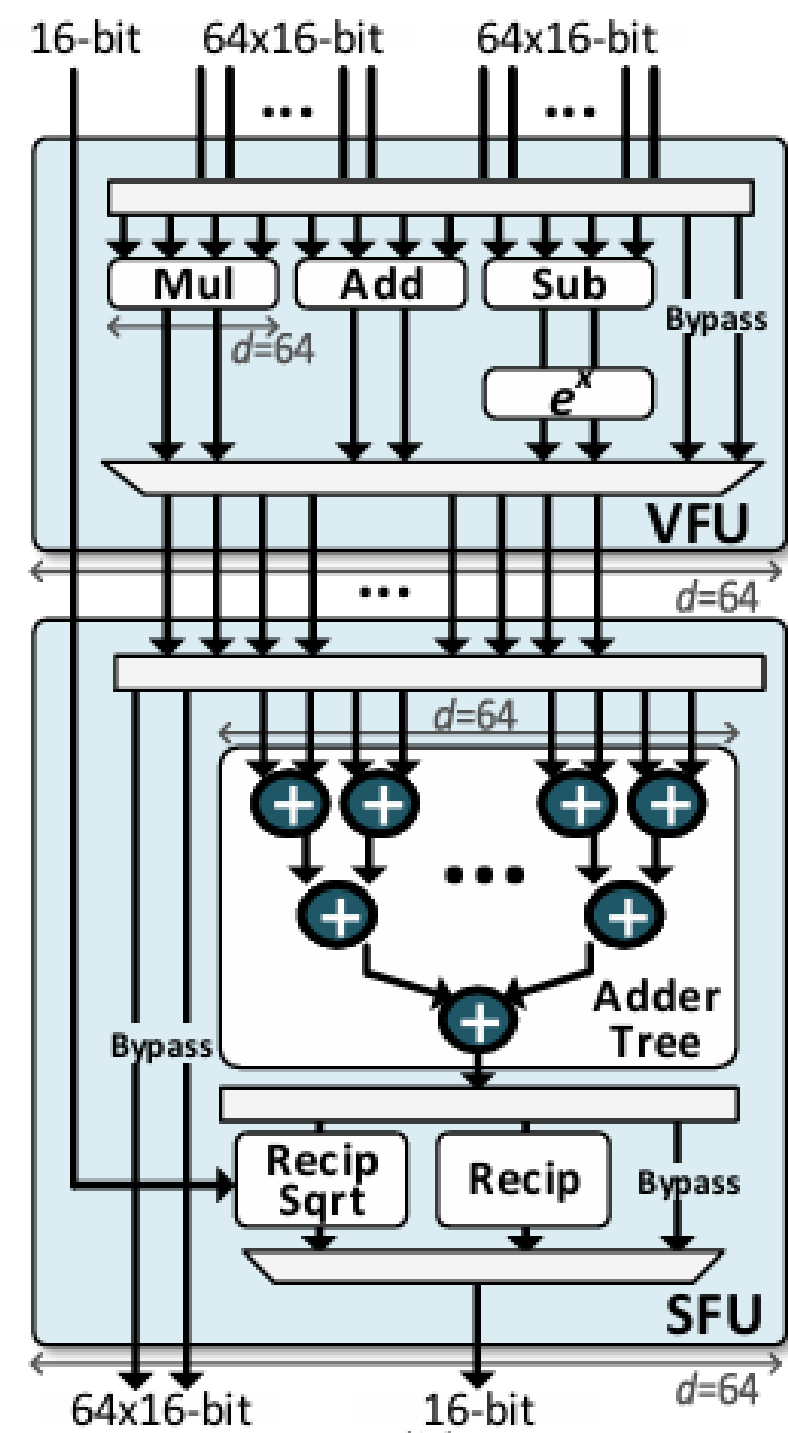 16-bit 64x16-bit 64x16-bit
... ...
Mul Add Sub
Bypass
d=64
e^x
VFU
... d=64
d=64
+ + + +
+ ... +
+
Adder
Tree
Bypass
Recip
Sqrt
Recip
Bypass
SFU
d=64
64x16-bit 16-bit